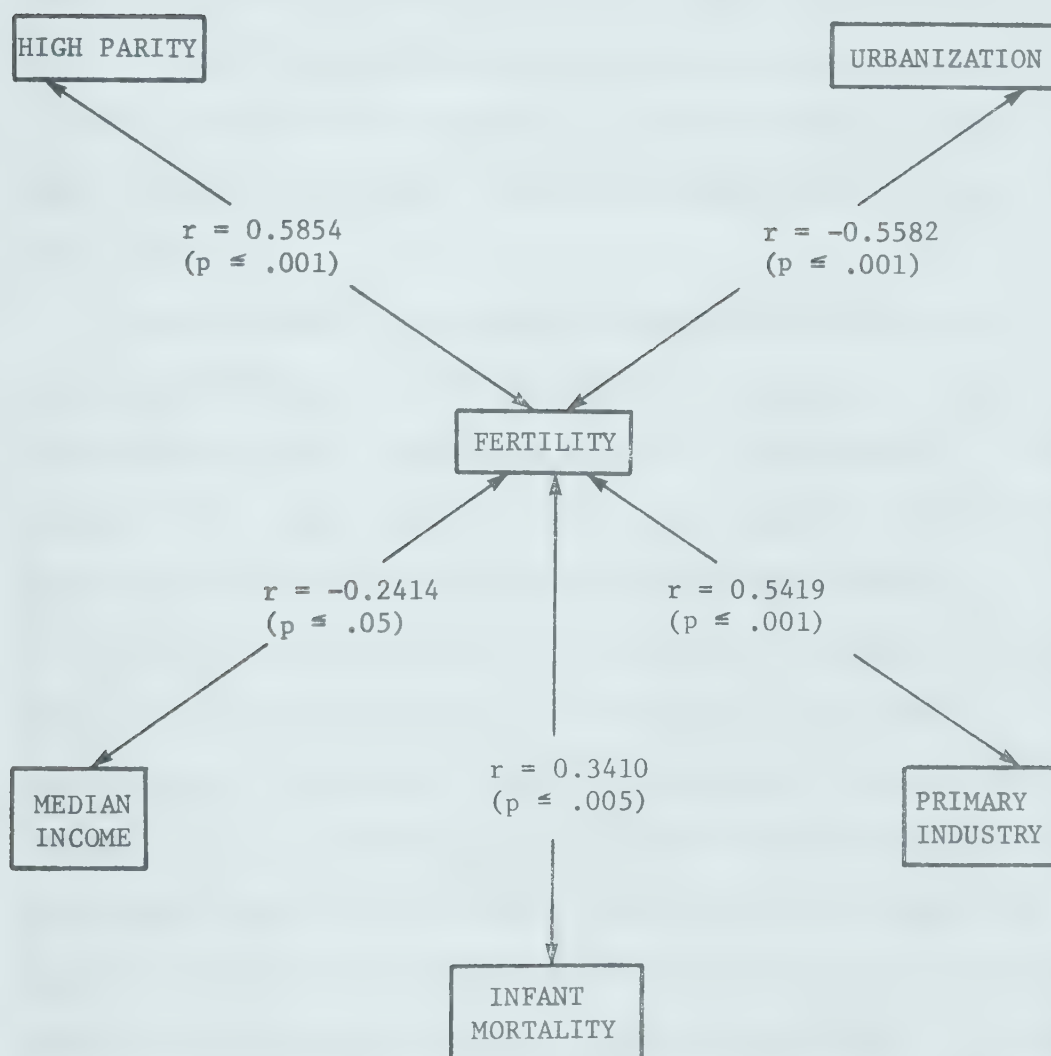 HIGH PARITY
URBANIZATION
r = 0.5854
(p ≦ .001)
r = -0.5582
(p ≦ .001)
FERTILITY
r = -0.2414
(p ≦ .05)
r = 0.5419
(p ≦ .001)
r = 0.3410
(p ≦ .005)
MEDIAN
INCOME
PRIMARY
INDUSTRY
INFANT
MORTALITY